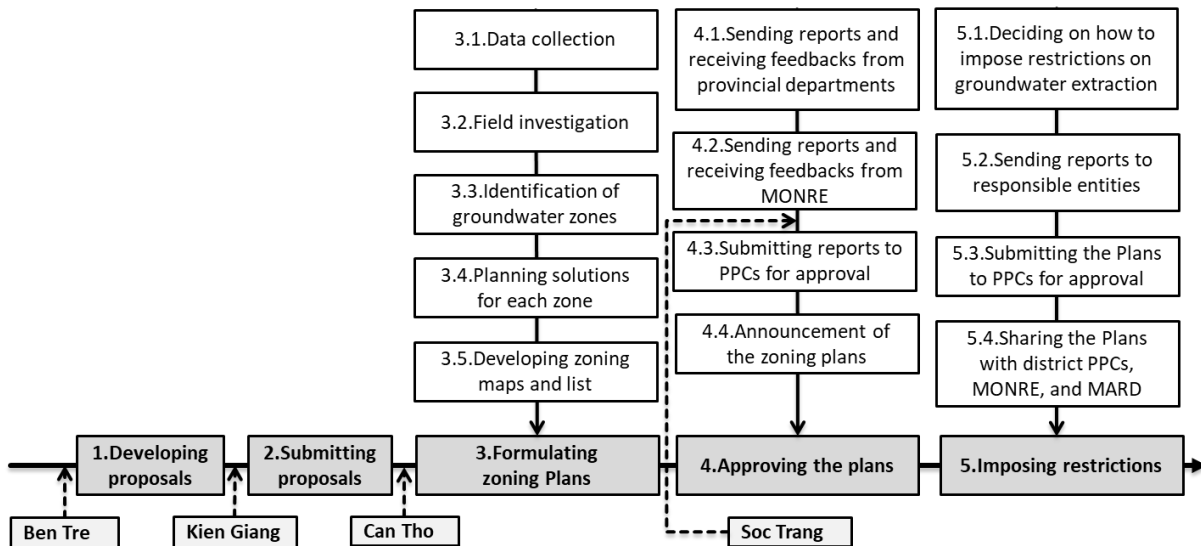 3.1.Data collection
3.2.Field investigation
3.3.Identification of
groundwater zones
3.4.Planning solutions
for each zone
3.5.Developing zoning
maps and list
4.1.Sending reports and
receiving feedbacks from
provincial departments
4.2.Sending reports and
receiving feedbacks from
MONRE
4.3.Submitting reports to
PPCs for approval
4.4.Announcement of
the zoning plans
5.1.Deciding on how to
impose restrictions on
groundwater extraction
5.2.Sending reports to
responsible entities
5.3.Submitting the Plans
to PPCs for approval
5.4.Sharing the Plans
with district PPCs,
MONRE, and MARD
1.Developing
proposals
2.Submitting
proposals
3.Formulating
zoning Plans
4.Approving the plans
5.Imposing restrictions
Ben Tre
Kien Giang
Can Tho
Soc Trang